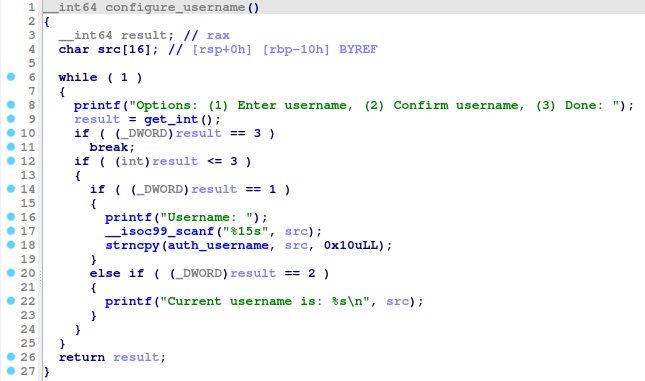 1 __int64 configure_username()
2 {
3 __int64 result; // rax
4 char src[16]; // [rsp+0h] [rbp-10h] BYREF
5
6 while ( 1 )
7 {
8 printf("Options: (1) Enter username, (2) Confirm username, (3) Done: ");
9 result = get_int();
10 if ( (_DWORD)result == 3 )
11 break;
12 if ( (int)result <= 3 )
13 {
14 if ( (_DWORD)result == 1 )
15 {
16 printf("Username: ");
17 __isoc99_scanf("%15s", src);
18 strncpy(auth_username, src, 0x10uLL);
19 }
20 else if ( (_DWORD)result == 2 )
21 {
22 printf("Current username is: %s\n", src);
23 }
24 }
25 }
26 return result;
27 }